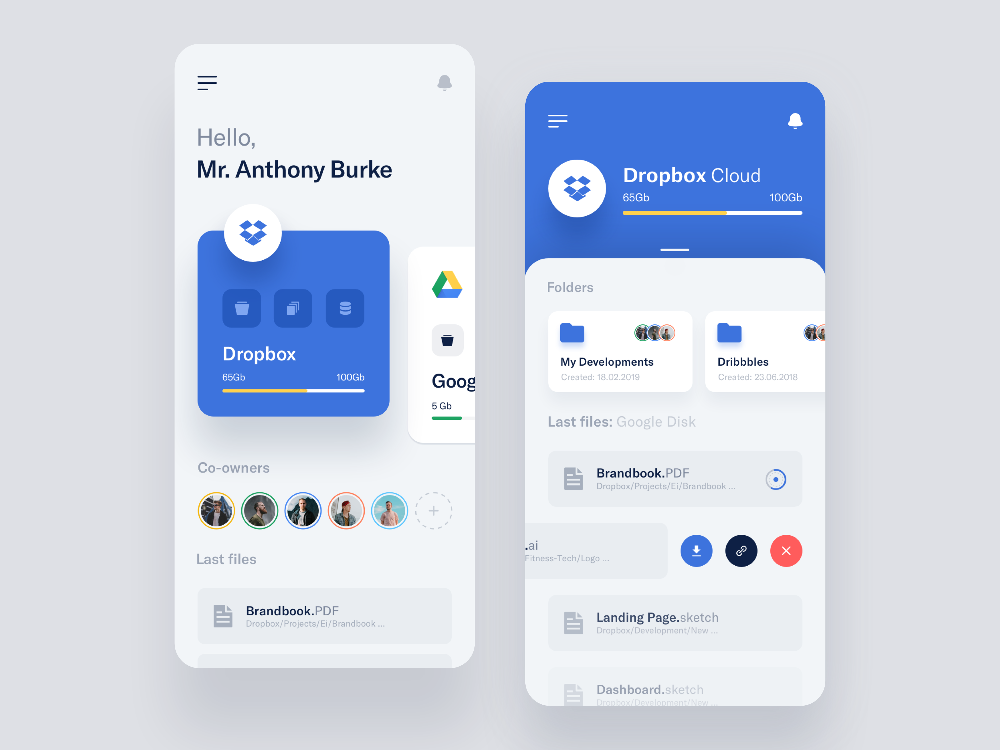 Hello,
Mr. Anthony Burke
Dropbox
65Gb 100Gb
Goog
5 Gb
Co-owners
Last files
Brandbook.PDF
Dropbox/Projects/Ei/Brandbook ...
Dropbox Cloud
65Gb 100Gb
Folders
My Developments
Created: 18.02.2019
Dribbbles
Created: 23.06.2018
Last files: Google Disk
Brandbook.PDF
Dropbox/Projects/Ei/Brandbook ...
.ai
Fitness-Tech/Logo ...
Landing Page.sketch
Dropbox/Development/New ...
Dashboard.sketch
Dropbox/Development/New ...